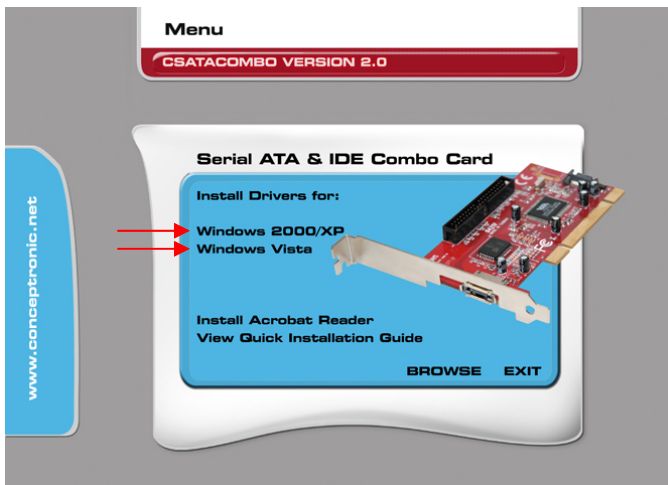 Menu
CSATACOMBO VERSION 2.0
Serial ATA & IDE Combo Card
Install Drivers for:
Windows 2000/XP
Windows Vista
Install Acrobat Reader
View Quick Installation Guide
BROWSE EXIT
www.conceptronic.net